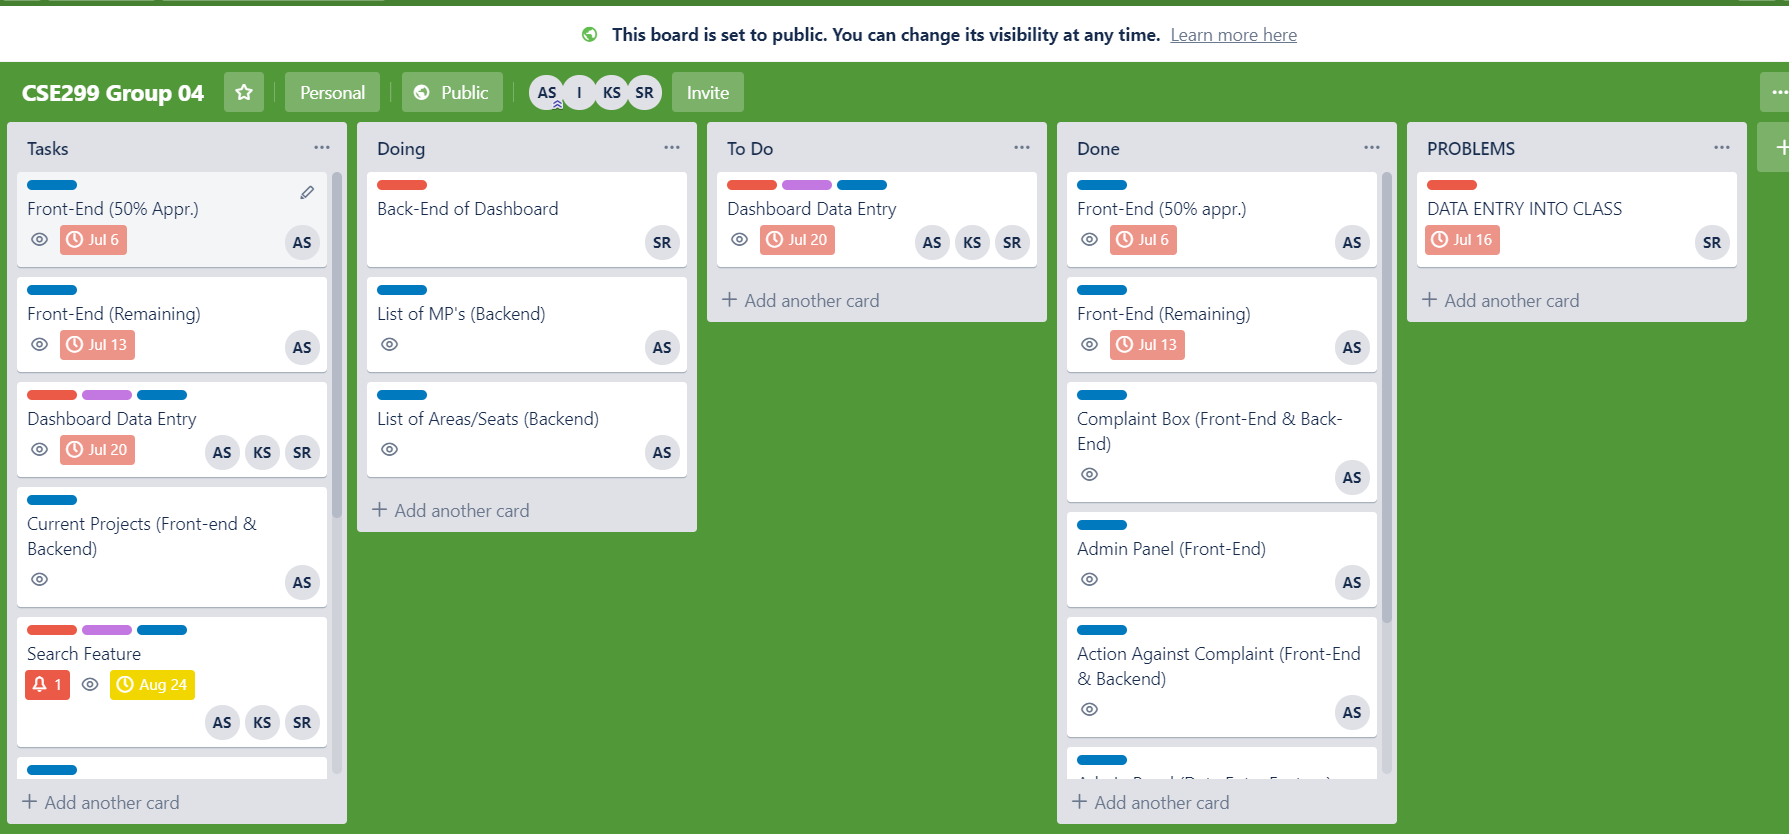 This board is set to public. You can change its visibility at any time. Learn more here
CSE299 Group 04
Personal
Public
AS
I
KS
SR
Invite
Tasks
Front-End (50% Appr.)
Jul 6
AS
Front-End (Remaining)
Jul 13
AS
Dashboard Data Entry
Jul 20
AS KS SR
Current Projects (Front-end &
Backend)
AS
Search Feature
1
Aug 24
AS KS SR
+ Add another card
Doing
Back-End of Dashboard
SR
List of MP's (Backend)
AS
List of Areas/Seats (Backend)
AS
+ Add another card
To Do
Dashboard Data Entry
Jul 20
AS KS SR
+ Add another card
Done
Front-End (50% appr.)
Jul 6
AS
Front-End (Remaining)
Jul 13
AS
Complaint Box (Front-End & Back-
End)
AS
Admin Panel (Front-End)
AS
Action Against Complaint (Front-End
& Backend)
AS
+ Add another card
PROBLEMS
DATA ENTRY INTO CLASS
Jul 16
SR
+ Add another card